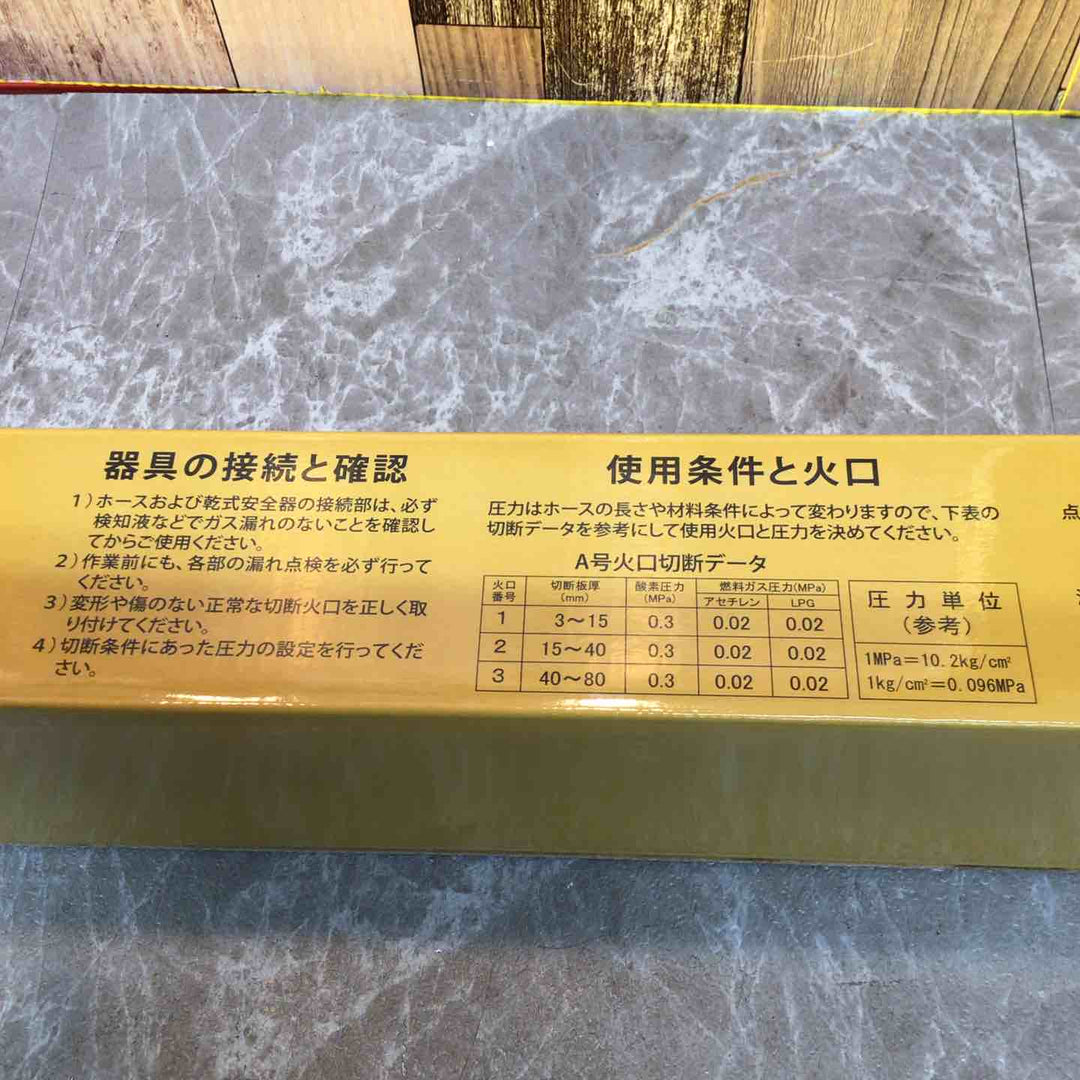 器具の接続と確認
1)ホースおよび乾式安全器の接続部は、必ず
検知液などでガス漏れのないことを確認し
てからご使用ください。
2)作業前にも、各部の漏れ点検を必ず行って
ください。
3)変形や傷のない正常な切断火口を正しく取
り付けてください。
4)切断条件にあった圧力の設定を行ってくだ
さい。
使用条件と火口
圧力はホースの長さや材料条件によって変わりますので、下表の
切断データを参考にして使用火口と圧力を決めてください。
A号火口切断データ
火口番号 切断板厚(mm) 酸素圧力(MPa) 燃料ガス圧力(MPa)
アセチレン LPG
1 3〜15 0.3 0.02 0.02
2 15〜40 0.3 0.02 0.02
3 40〜80 0.3 0.02 0.02
圧力単位
(参考)
1MPa=10.2kg/cm²
1kg/cm²=0.096MPa
点